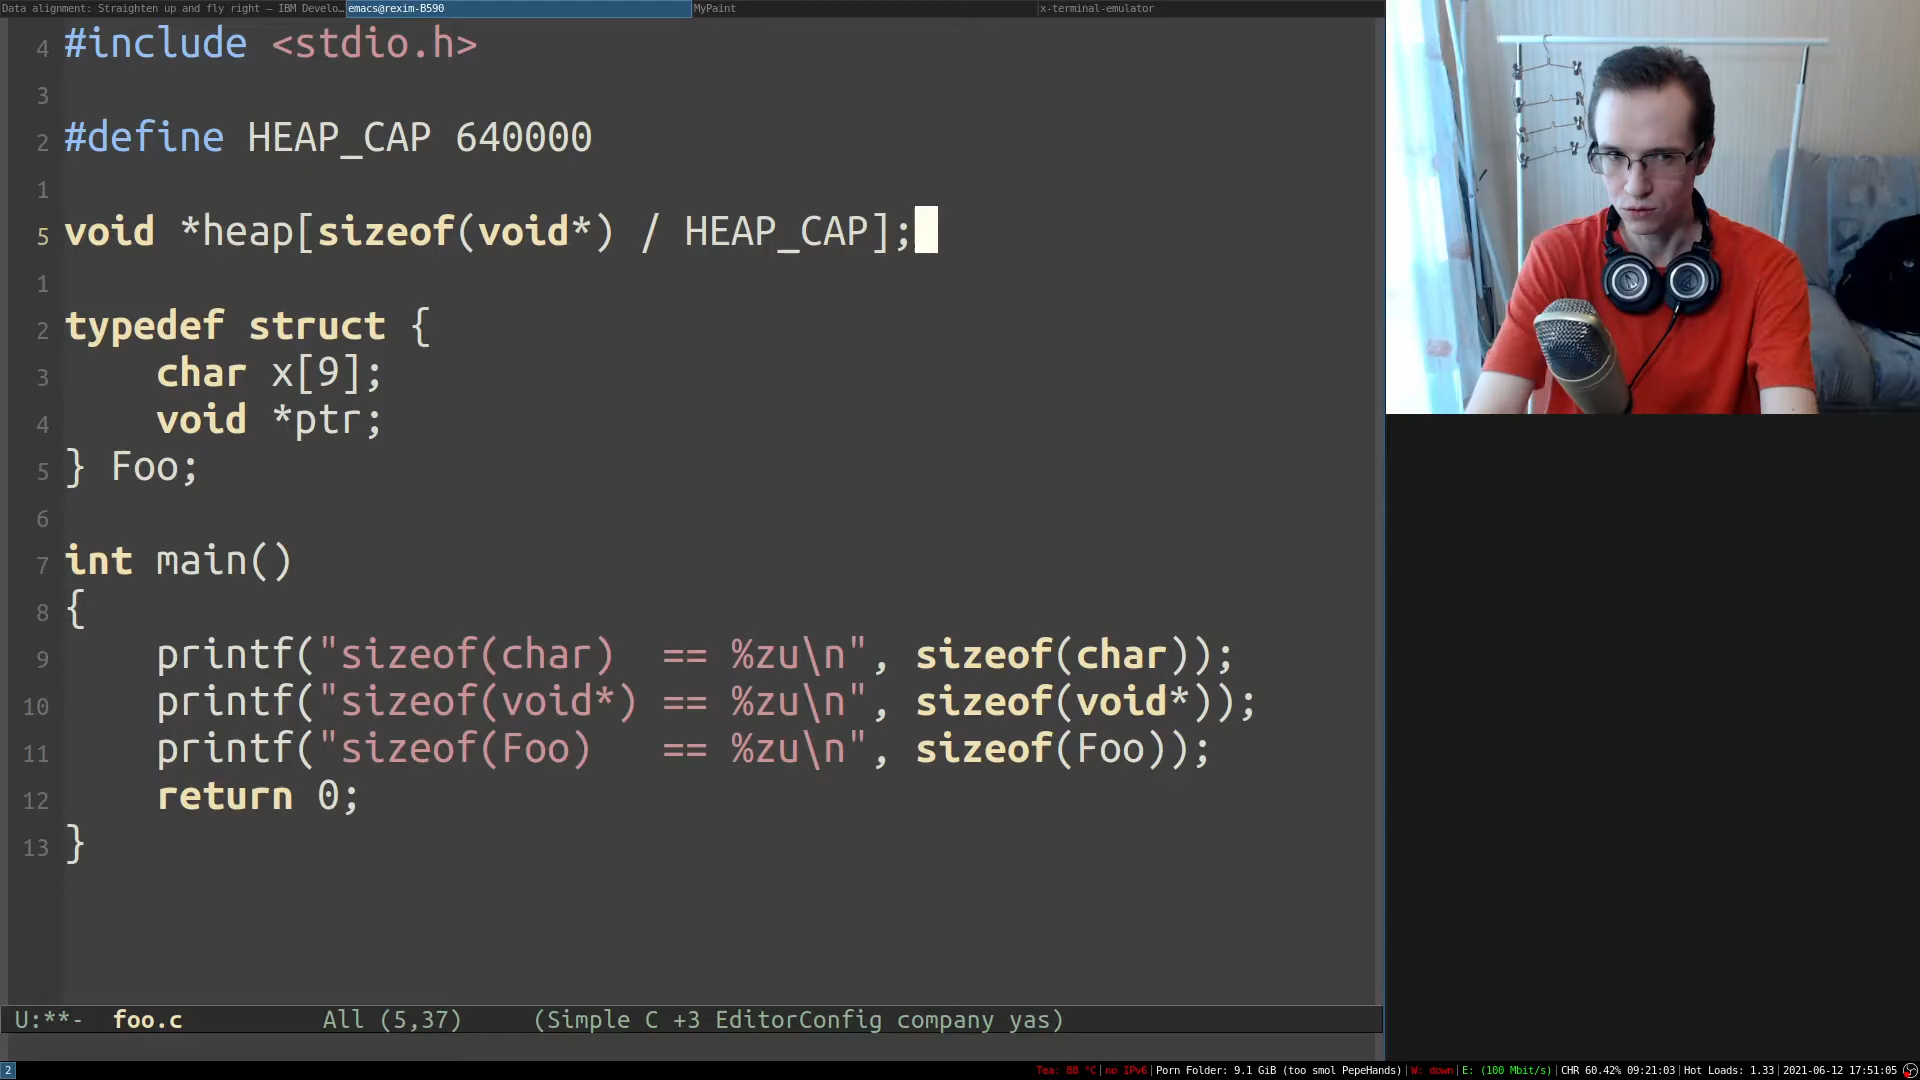 Data alignment: Straighten up and fly right — IBM Develo… emacs@rexim-B590 MyPaint x-terminal-emulator
4 #include <stdio.h>
3
2 #define HEAP_CAP 640000
1
5 void *heap[sizeof(void*) / HEAP_CAP];
1
2 typedef struct {
3     char x[9];
4     void *ptr;
5 } Foo;
6
7 int main()
8 {
9     printf("sizeof(char)  == %zu\n", sizeof(char));
10     printf("sizeof(void*) == %zu\n", sizeof(void*));
11     printf("sizeof(Foo)   == %zu\n", sizeof(Foo));
12     return 0;
13 }
U:**-  foo.c            All (5,37)      (Simple C +3 EditorConfig company yas)
2 Tea: 88 °C|no IPv6|Porn Folder: 9.1 GiB (too smol PepeHands)|W: down|E: (100 Mbit/s)|CHR 60.42% 09:21:03|Hot Loads: 1.33|2021-06-12 17:51:05